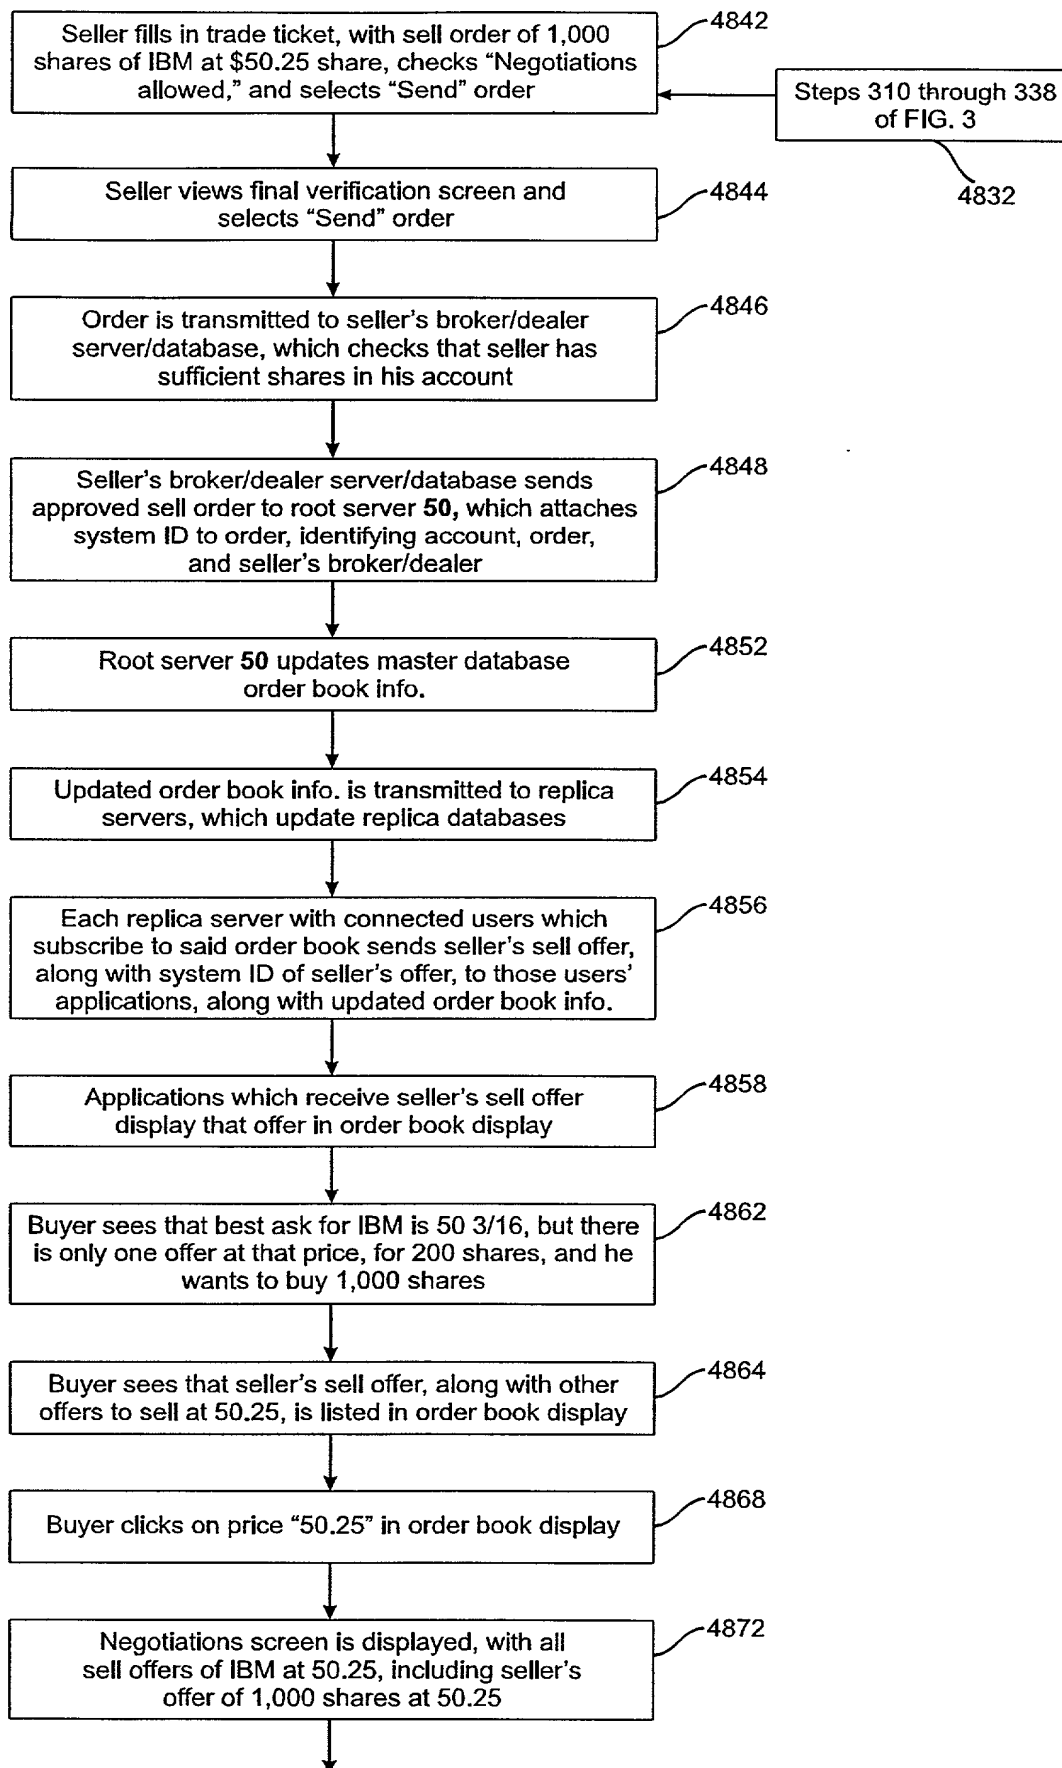 4842
Seller fills in trade ticket, with sell order of 1,000
shares of IBM at $50.25 share, checks “Negotiations
allowed,” and selects “Send” order
Steps 310 through 338
of FIG. 3
4832
4844
Seller views final verification screen and
selects “Send” order
4846
Order is transmitted to seller’s broker/dealer
server/database, which checks that seller has
sufficient shares in his account
4848
Seller’s broker/dealer server/database sends
approved sell order to root server 50, which attaches
system ID to order, identifying account, order,
and seller’s broker/dealer
4852
Root server 50 updates master database
order book info.
4854
Updated order book info. is transmitted to replica
servers, which update replica databases
4856
Each replica server with connected users which
subscribe to said order book sends seller’s sell offer,
along with system ID of seller’s offer, to those users’
applications, along with updated order book info.
4858
Applications which receive seller’s sell offer
display that offer in order book display
4862
Buyer sees that best ask for IBM is 50 3/16, but there
is only one offer at that price, for 200 shares, and he
wants to buy 1,000 shares
4864
Buyer sees that seller’s sell offer, along with other
offers to sell at 50.25, is listed in order book display
4868
Buyer clicks on price “50.25” in order book display
4872
Negotiations screen is displayed, with all
sell offers of IBM at 50.25, including seller’s
offer of 1,000 shares at 50.25